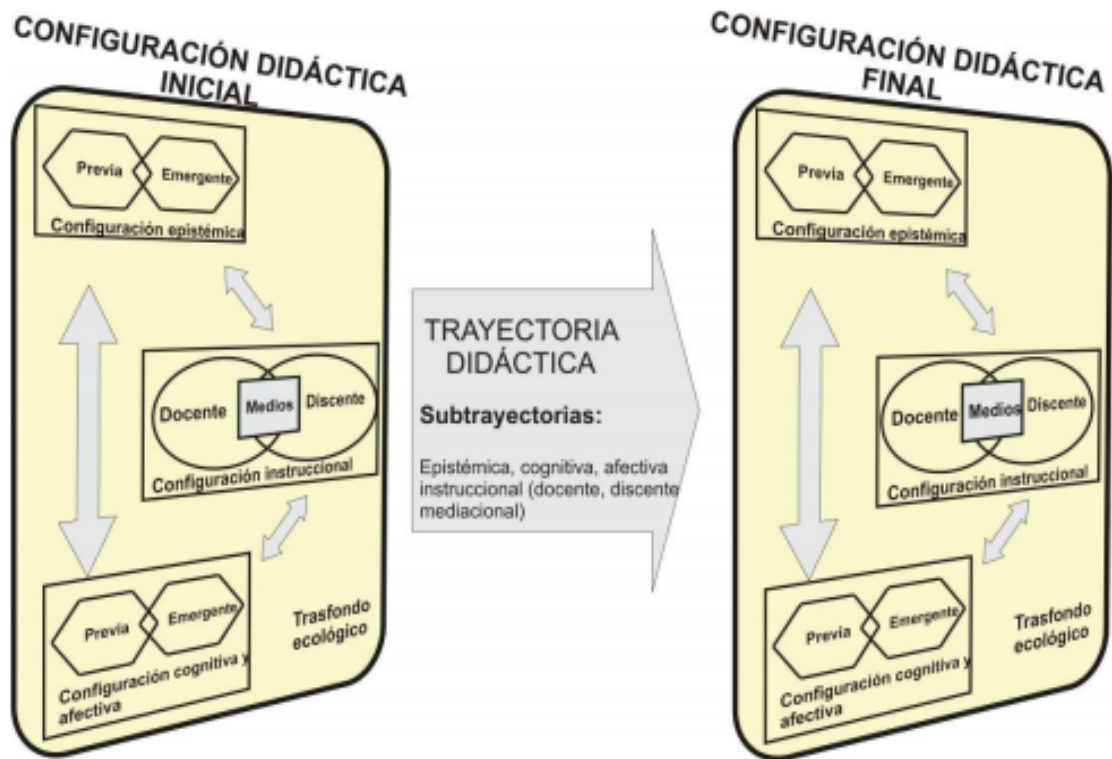 CONFIGURACIÓN DIDÁCTICA
INICIAL
Previa
Emergente
Configuración epistémica
Docente
Medios
Discente
Configuración instruccional
Previa
Emergente
Configuración cognitiva y
afectiva
Trasfondo
ecológico
TRAYECTORIA
DIDÁCTICA
Subtrayectorias:
Epistémica, cognitiva, afectiva
instruccional (docente, discente
mediacional)
CONFIGURACIÓN DIDÁCTICA
FINAL
Previa
Emergente
Configuración epistémica
Docente
Medios
Discente
Configuración instruccional
Previa
Emergente
Configuración cognitiva y
afectiva
Trasfondo
ecológico